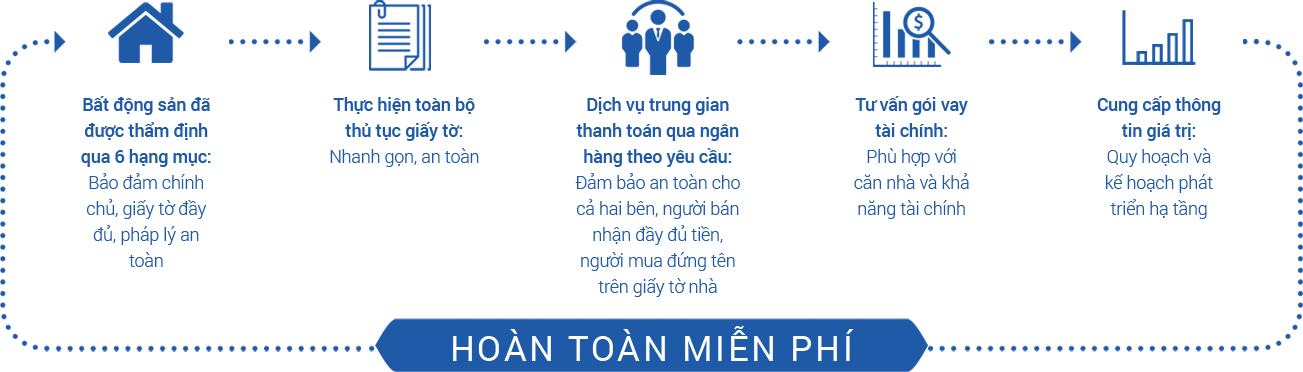 Bất động sản đã
được thẩm định
qua 6 hạng mục:
Bảo đảm chính
chủ, giấy tờ đầy
đủ, pháp lý an
toàn
Thực hiện toàn bộ
thủ tục giấy tờ:
Nhanh gọn, an toàn
Dịch vụ trung gian
thanh toán qua ngân
hàng theo yêu cầu:
Đảm bảo an toàn cho
cả hai bên, người bán
nhận đầy đủ tiền,
người mua đứng tên
trên giấy tờ nhà
Tư vấn gói vay
tài chính:
Phù hợp với
căn nhà và khả
năng tài chính
Cung cấp thông
tin giá trị:
Quy hoạch và
kế hoạch phát
triển hạ tầng
HOÀN TOÀN MIỄN PHÍ